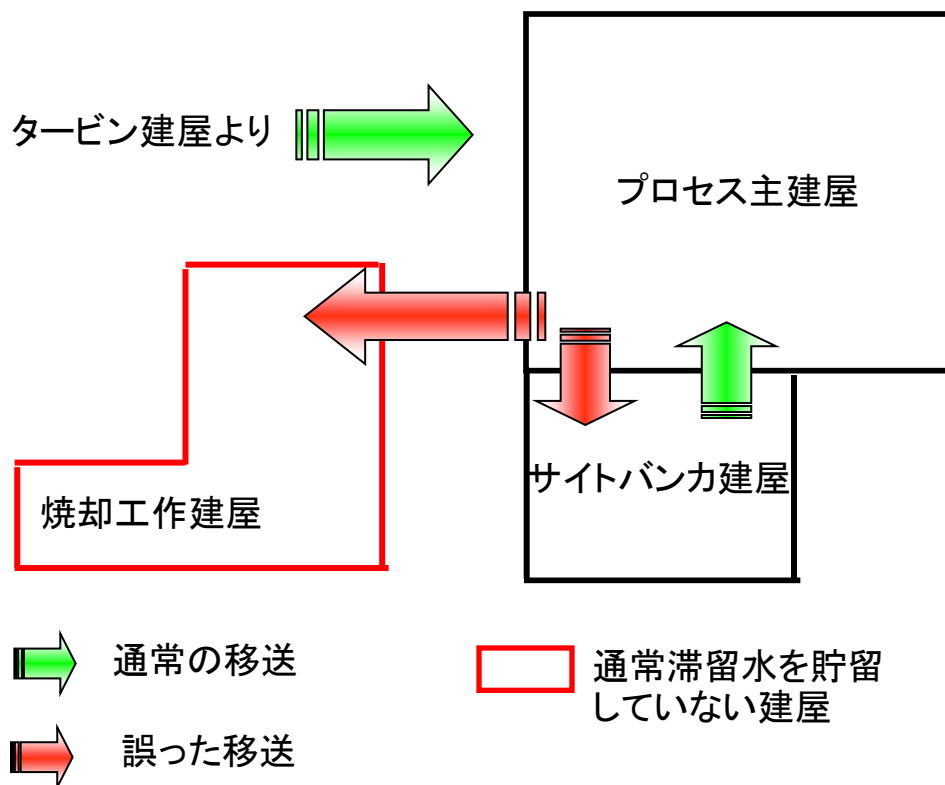 タービン建屋より
プロセス主建屋
サイトバンカ建屋
焼却工作建屋
通常の移送
誤った移送
通常滞留水を貯留
していない建屋